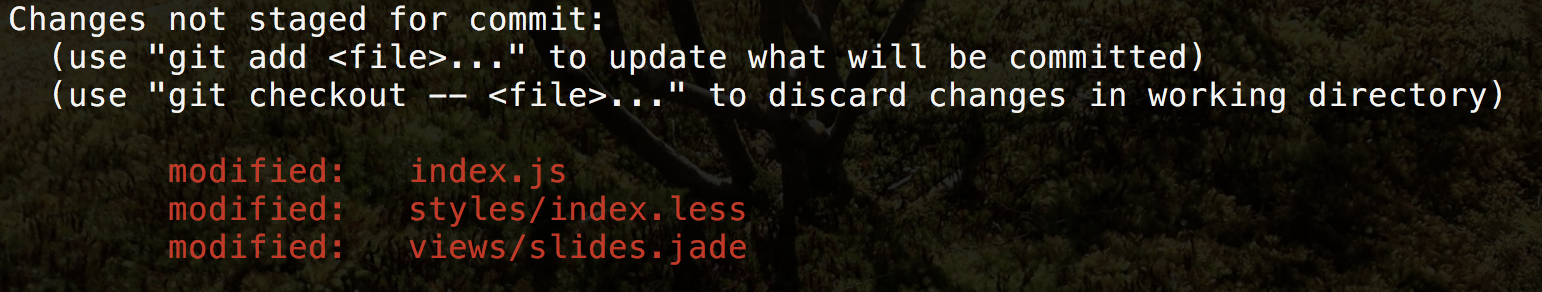 Changes not staged for commit:
  (use "git add <file>..." to update what will be committed)
  (use "git checkout -- <file>..." to discard changes in working directory)

        modified:   index.js
        modified:   styles/index.less
        modified:   views/slides.jade